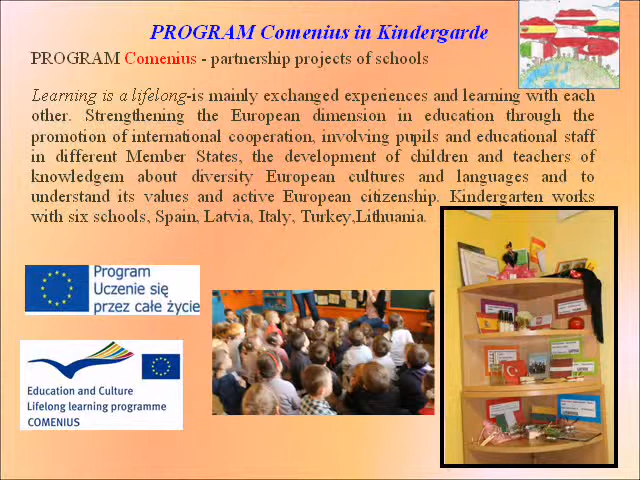 PROGRAM Comenius in Kindergarde
PROGRAM Comenius - partnership projects of schools
Learning is a lifelong-is mainly exchanged experiences and learning with each
other. Strengthening the European dimension in education through the
promotion of international cooperation, involving pupils and educational staff
in different Member States, the development of children and teachers of
knowledgem about diversity European cultures and languages and to
understand its values and active European citizenship. Kindergarten works
with six schools, Spain, Latvia, Italy, Turkey,Lithuania.
Program
Uczenie się
przez całe życie
Education and Culture
Lifelong learning programme
COMENIUS